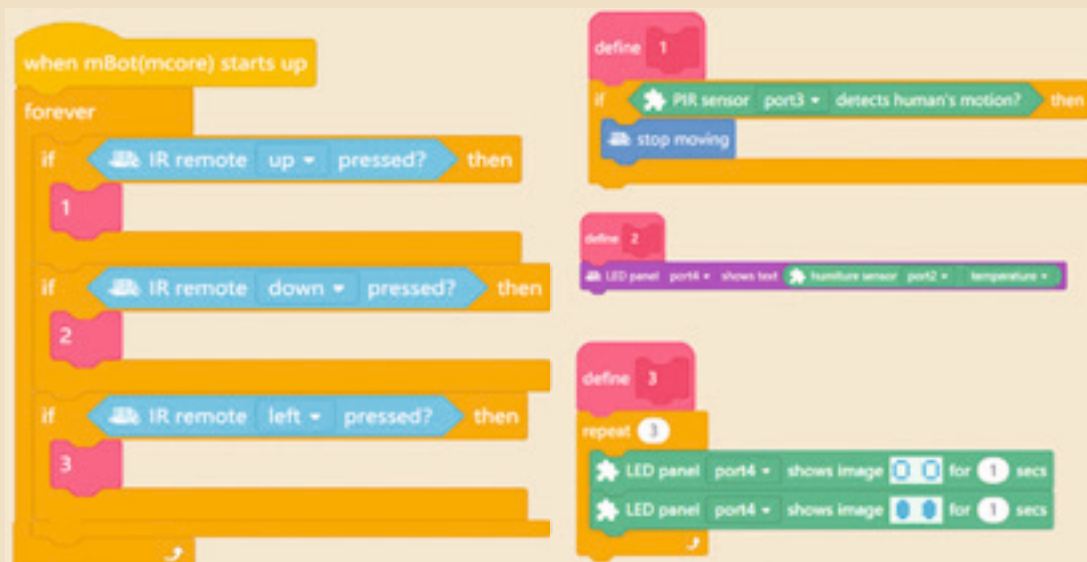 when mBot(mcore) starts up
forever
if IR remote up pressed? then
1
if IR remote down pressed? then
2
if IR remote left pressed? then
3
define 1
if PIR sensor port3 detects human's motion? then
stop moving
define 2
LED panel port4 shows text humiture sensor port2 temperature
define 3
repeat 3
LED panel port4 shows image for 1 secs
LED panel port4 shows image for 1 secs